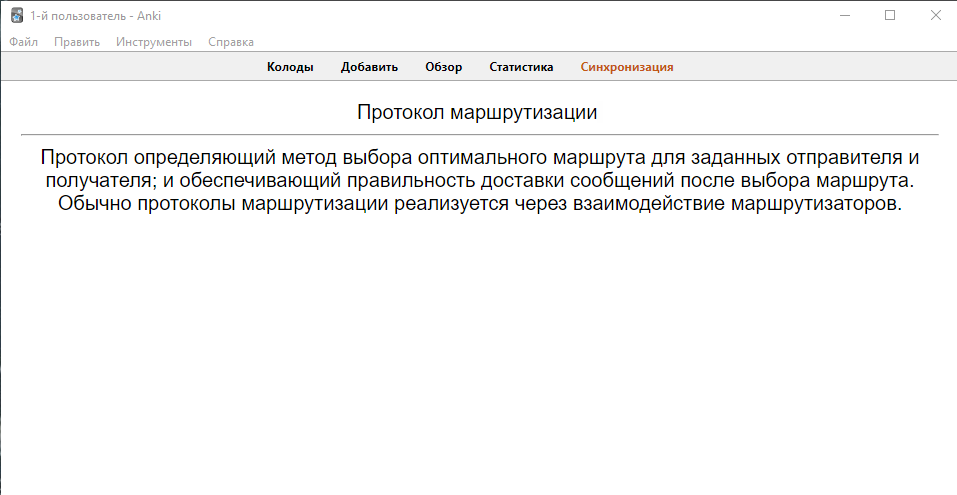 1-й пользователь - Anki
Файл Править Инструменты Справка
Колоды Добавить Обзор Статистика Синхронизация
Протокол маршрутизации
Протокол определяющий метод выбора оптимального маршрута для заданных отправителя и
получателя; и обеспечивающий правильность доставки сообщений после выбора маршрута.
Обычно протоколы маршрутизации реализуется через взаимодействие маршрутизаторов.